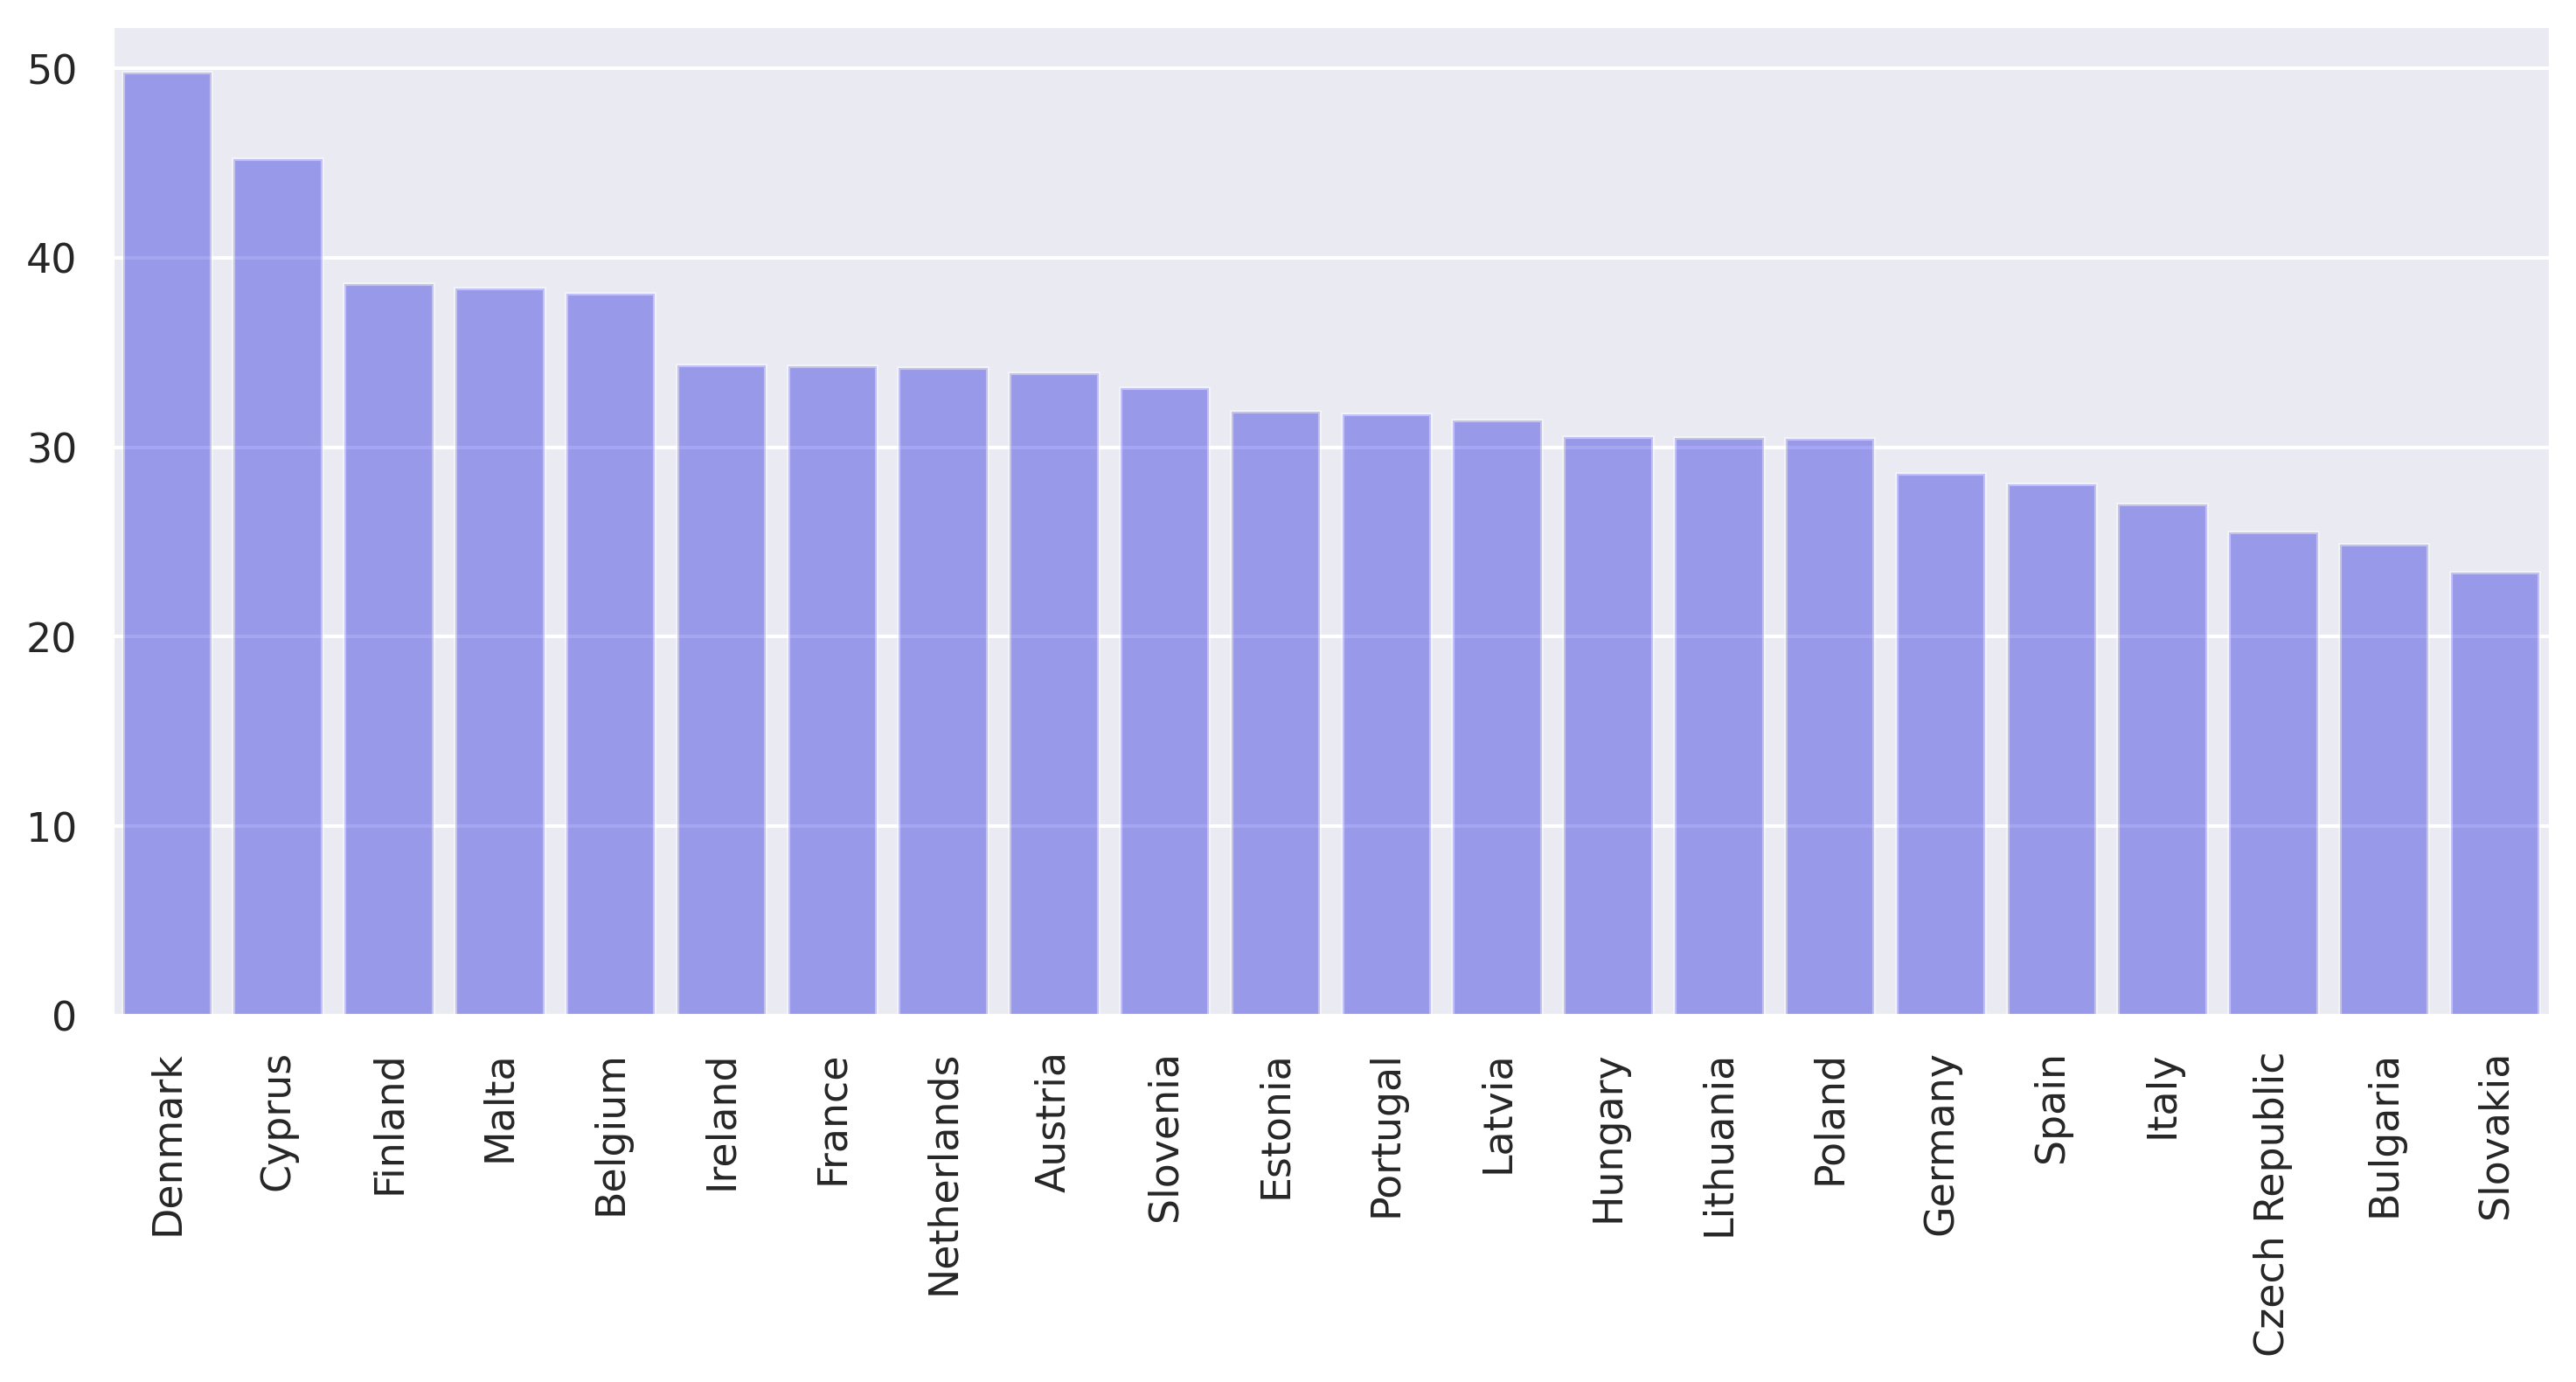 50
40
30
20
10
0
Denmark
Cyprus
Finland
Malta
Belgium
Ireland
France
Netherlands
Austria
Slovenia
Estonia
Portugal
Latvia
Hungary
Lithuania
Poland
Germany
Spain
Italy
Czech Republic
Bulgaria
Slovakia